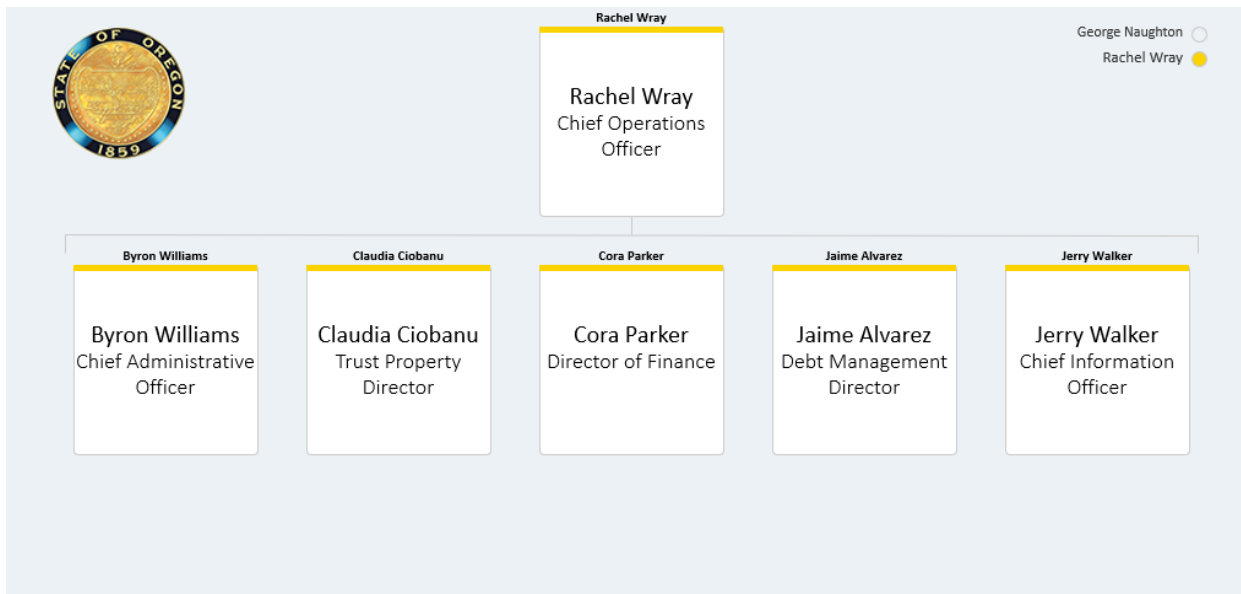 Rachel Wray
George Naughton
Rachel Wray
STATE OF OREGON
1859
Rachel Wray
Chief Operations
Officer
Byron Williams
Claudia Ciobanu
Cora Parker
Jaime Alvarez
Jerry Walker
Byron Williams
Chief Administrative
Officer
Claudia Ciobanu
Trust Property
Director
Cora Parker
Director of Finance
Jaime Alvarez
Debt Management
Director
Jerry Walker
Chief Information
Officer